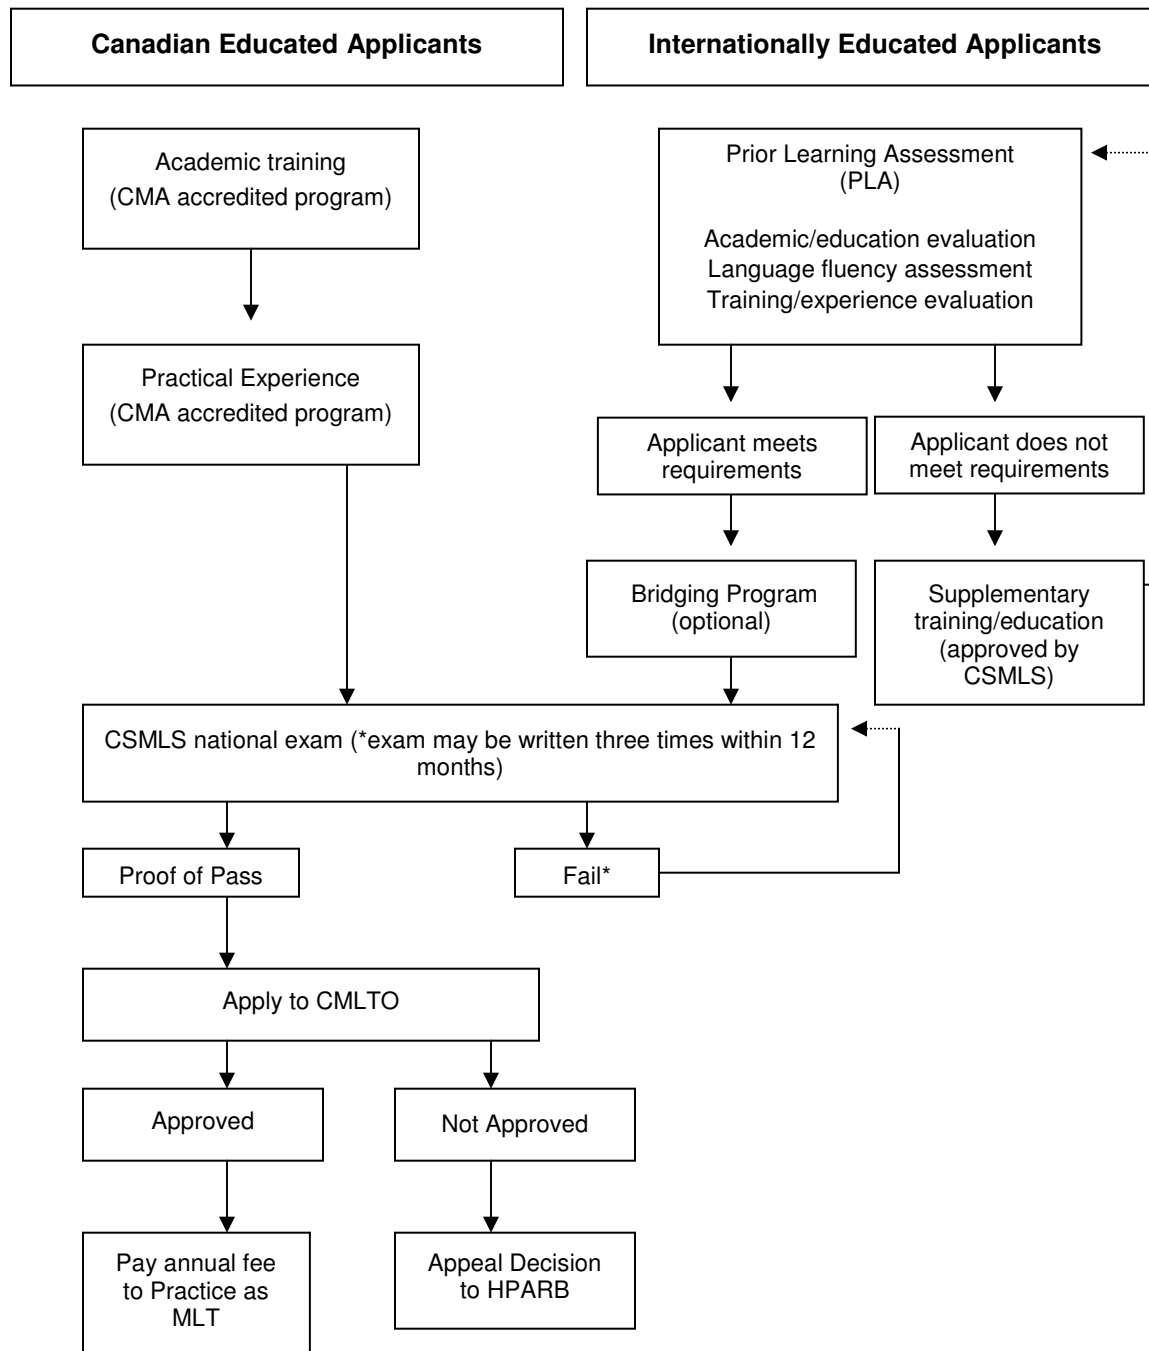 Canadian Educated Applicants
Internationally Educated Applicants
Academic training
(CMA accredited program)
Practical Experience
(CMA accredited program)
Prior Learning Assessment
(PLA)
Academic/education evaluation
Language fluency assessment
Training/experience evaluation
Applicant meets
requirements
Applicant does not
meet requirements
Bridging Program
(optional)
Supplementary
training/education
(approved by
CSMLS)
CSMLS national exam (*exam may be written three times within 12
months)
Proof of Pass
Fail*
Apply to CMLTO
Approved
Not Approved
Pay annual fee
to Practice as
MLT
Appeal Decision
to HPARB